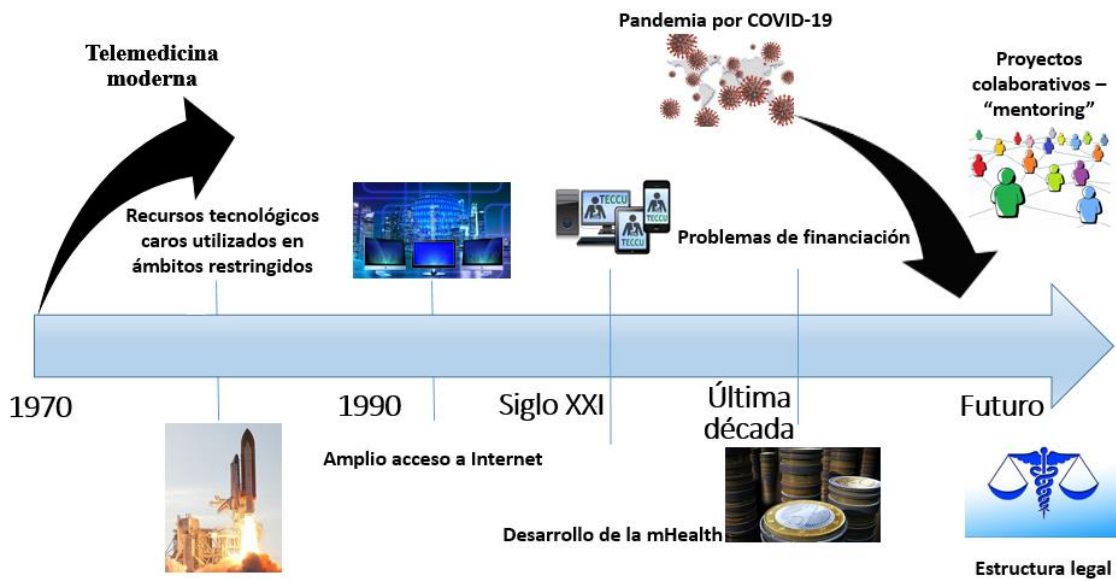 Pandemia por COVID-19
Telemedicina
moderna
Proyectos
colaborativos –
“mentoring”
Recursos tecnológicos
caros utilizados en
ámbitos restringidos
TECCU
TECCU
TECCU
Problemas de financiación
1970
1990
Siglo XXI
Última
década
Futuro
Amplio acceso a Internet
Desarrollo de la mHealth
Estructura legal